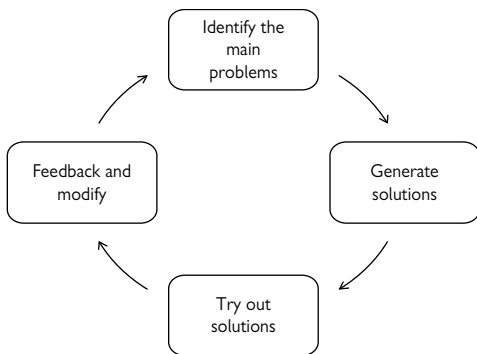 Identify the
main
problems
Generate
solutions
Try out
solutions
Feedback and
modify